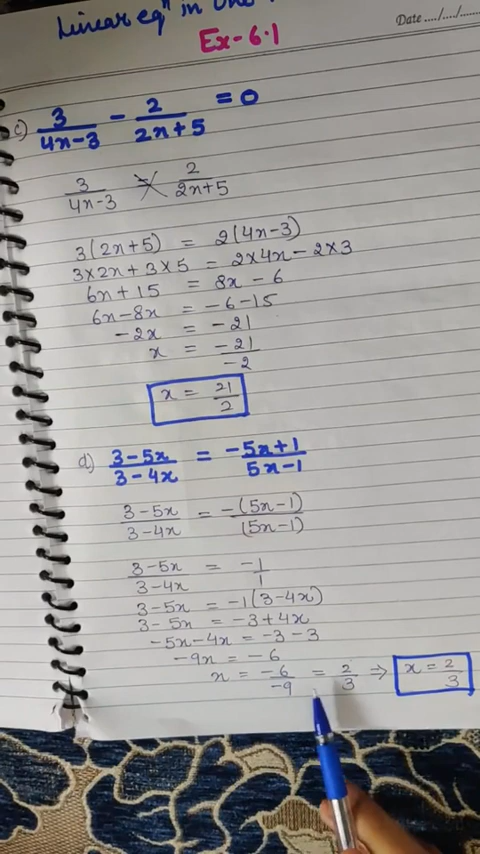 Linear eqⁿ in One
Date ..../..../.......
Ex-6.1
c) 3/(4x-3) - 2/(2x+5) = 0
3/(4x-3) = 2/(2x+5)
3(2x+5) = 2(4x-3)
3×2x+3×5 = 2×4x-2×3
6x+15 = 8x-6
6x-8x = -6-15
-2x = -21
x = -21/-2
x = 21/2
d) (3-5x)/(3-4x) = (-5x+1)/(5x-1)
(3-5x)/(3-4x) = -(5x-1)/(5x-1)
(3-5x)/(3-4x) = -1/1
3-5x = -1(3-4x)
3-5x = -3+4x
-5x-4x = -3-3
-9x = -6
x = -6/-9 = 2/3 ⇒ x = 2/3